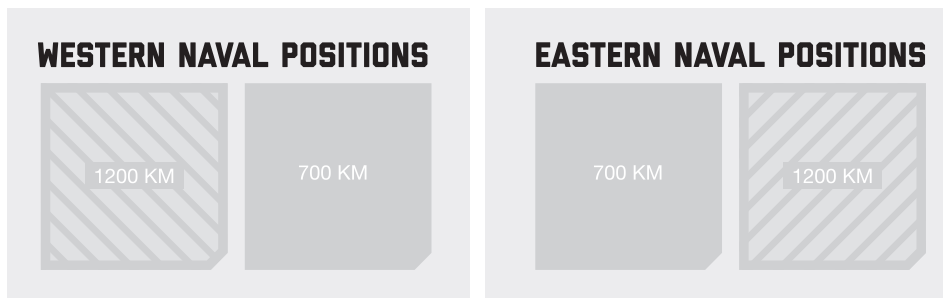 WESTERN NAVAL POSITIONS
1200 KM
700 KM
EASTERN NAVAL POSITIONS
700 KM
1200 KM